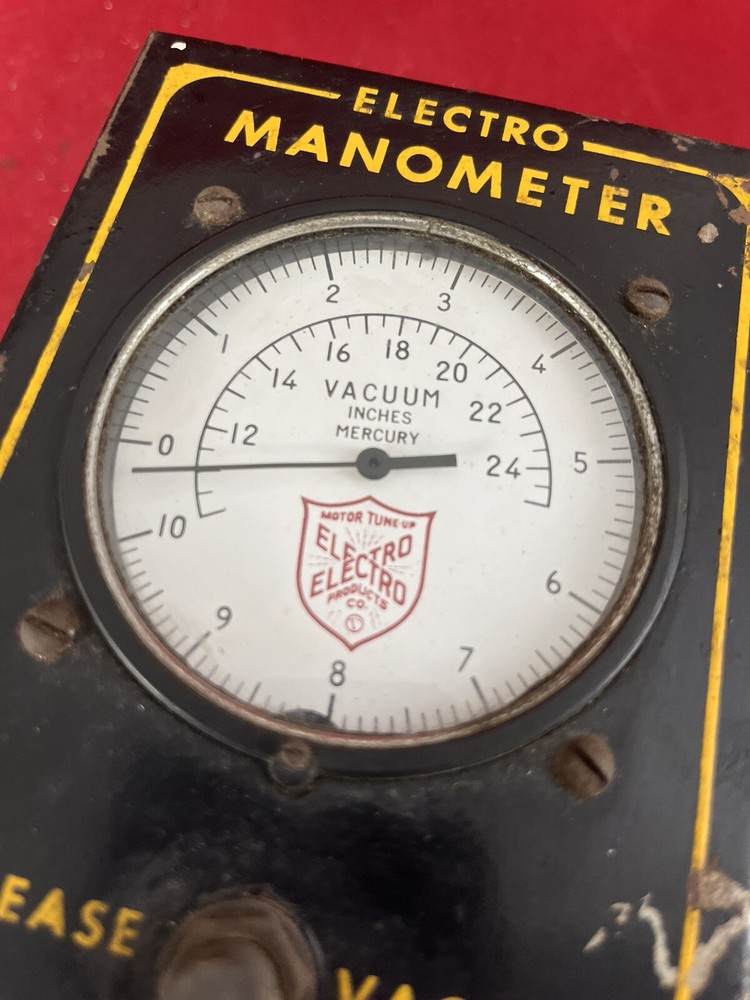 ELECTRO
MANOMETER
0 1 2 3 4 5 6 7 8 9 10
12 14 16 18 20 22 24
VACUUM
INCHES
MERCURY
MOTOR TUNE-UP
ELECTRO
ELECTRO
PRODUCTS
CO.
EASE
VAC